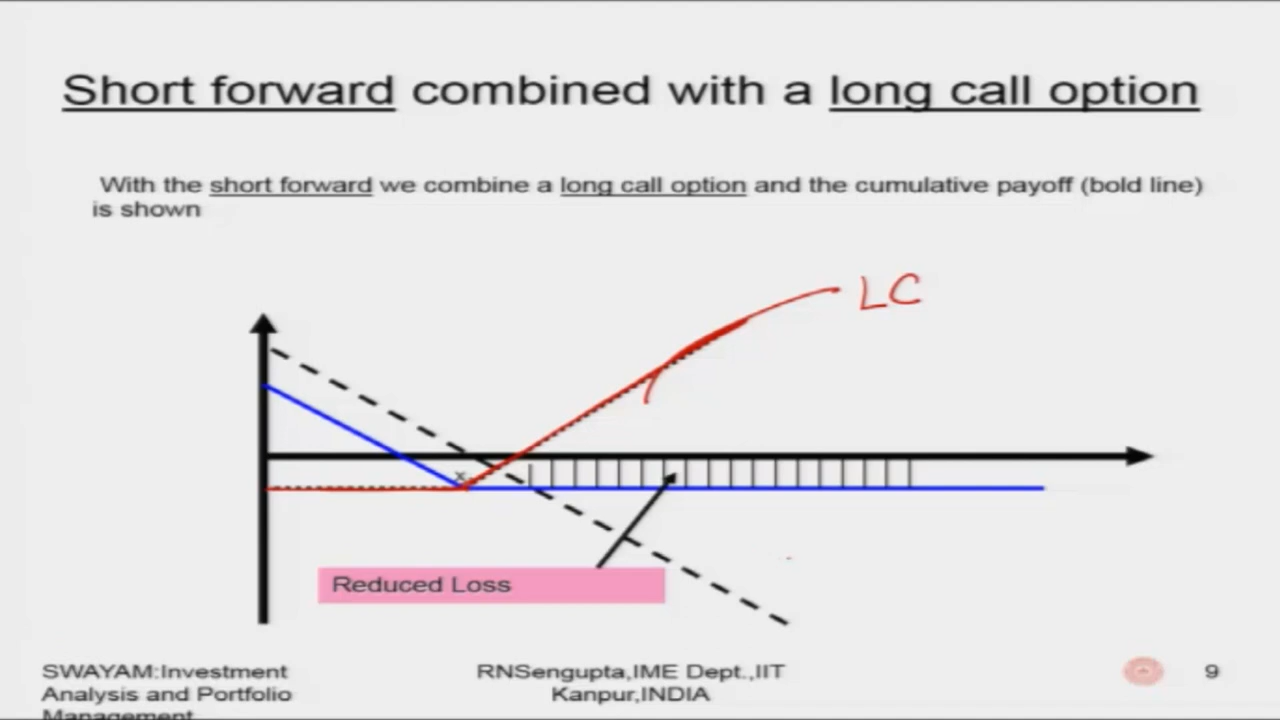 Short forward combined with a long call option
With the short forward we combine a long call option and the cumulative payoff (bold line)
is shown
LC
x
Reduced Loss
SWAYAM:Investment
Analysis and Portfolio
Management
RNSengupta,IME Dept.,IIT
Kanpur,INDIA
9